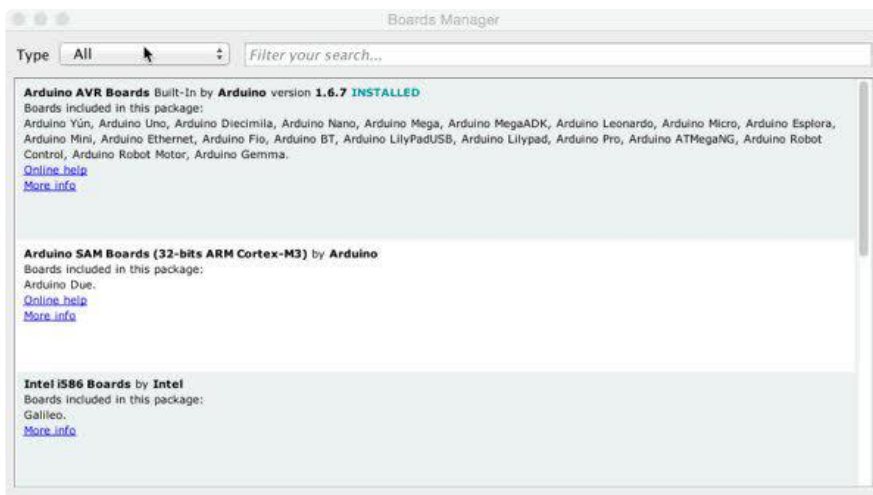 Boards Manager
Type All Filter your search...
Arduino AVR Boards Built-In by Arduino version 1.6.7 INSTALLED
Boards included in this package:
Arduino Yún, Arduino Uno, Arduino Diecimila, Arduino Nano, Arduino Mega, Arduino MegaADK, Arduino Leonardo, Arduino Micro, Arduino Esplora,
Arduino Mini, Arduino Ethernet, Arduino Fio, Arduino BT, Arduino LilyPadUSB, Arduino Lilypad, Arduino Pro, Arduino ATMegaNG, Arduino Robot
Control, Arduino Robot Motor, Arduino Gemma.
Online help
More info
Arduino SAM Boards (32-bits ARM Cortex-M3) by Arduino
Boards included in this package:
Arduino Due.
Online help
More info
Intel i586 Boards by Intel
Boards included in this package:
Galileo.
More info